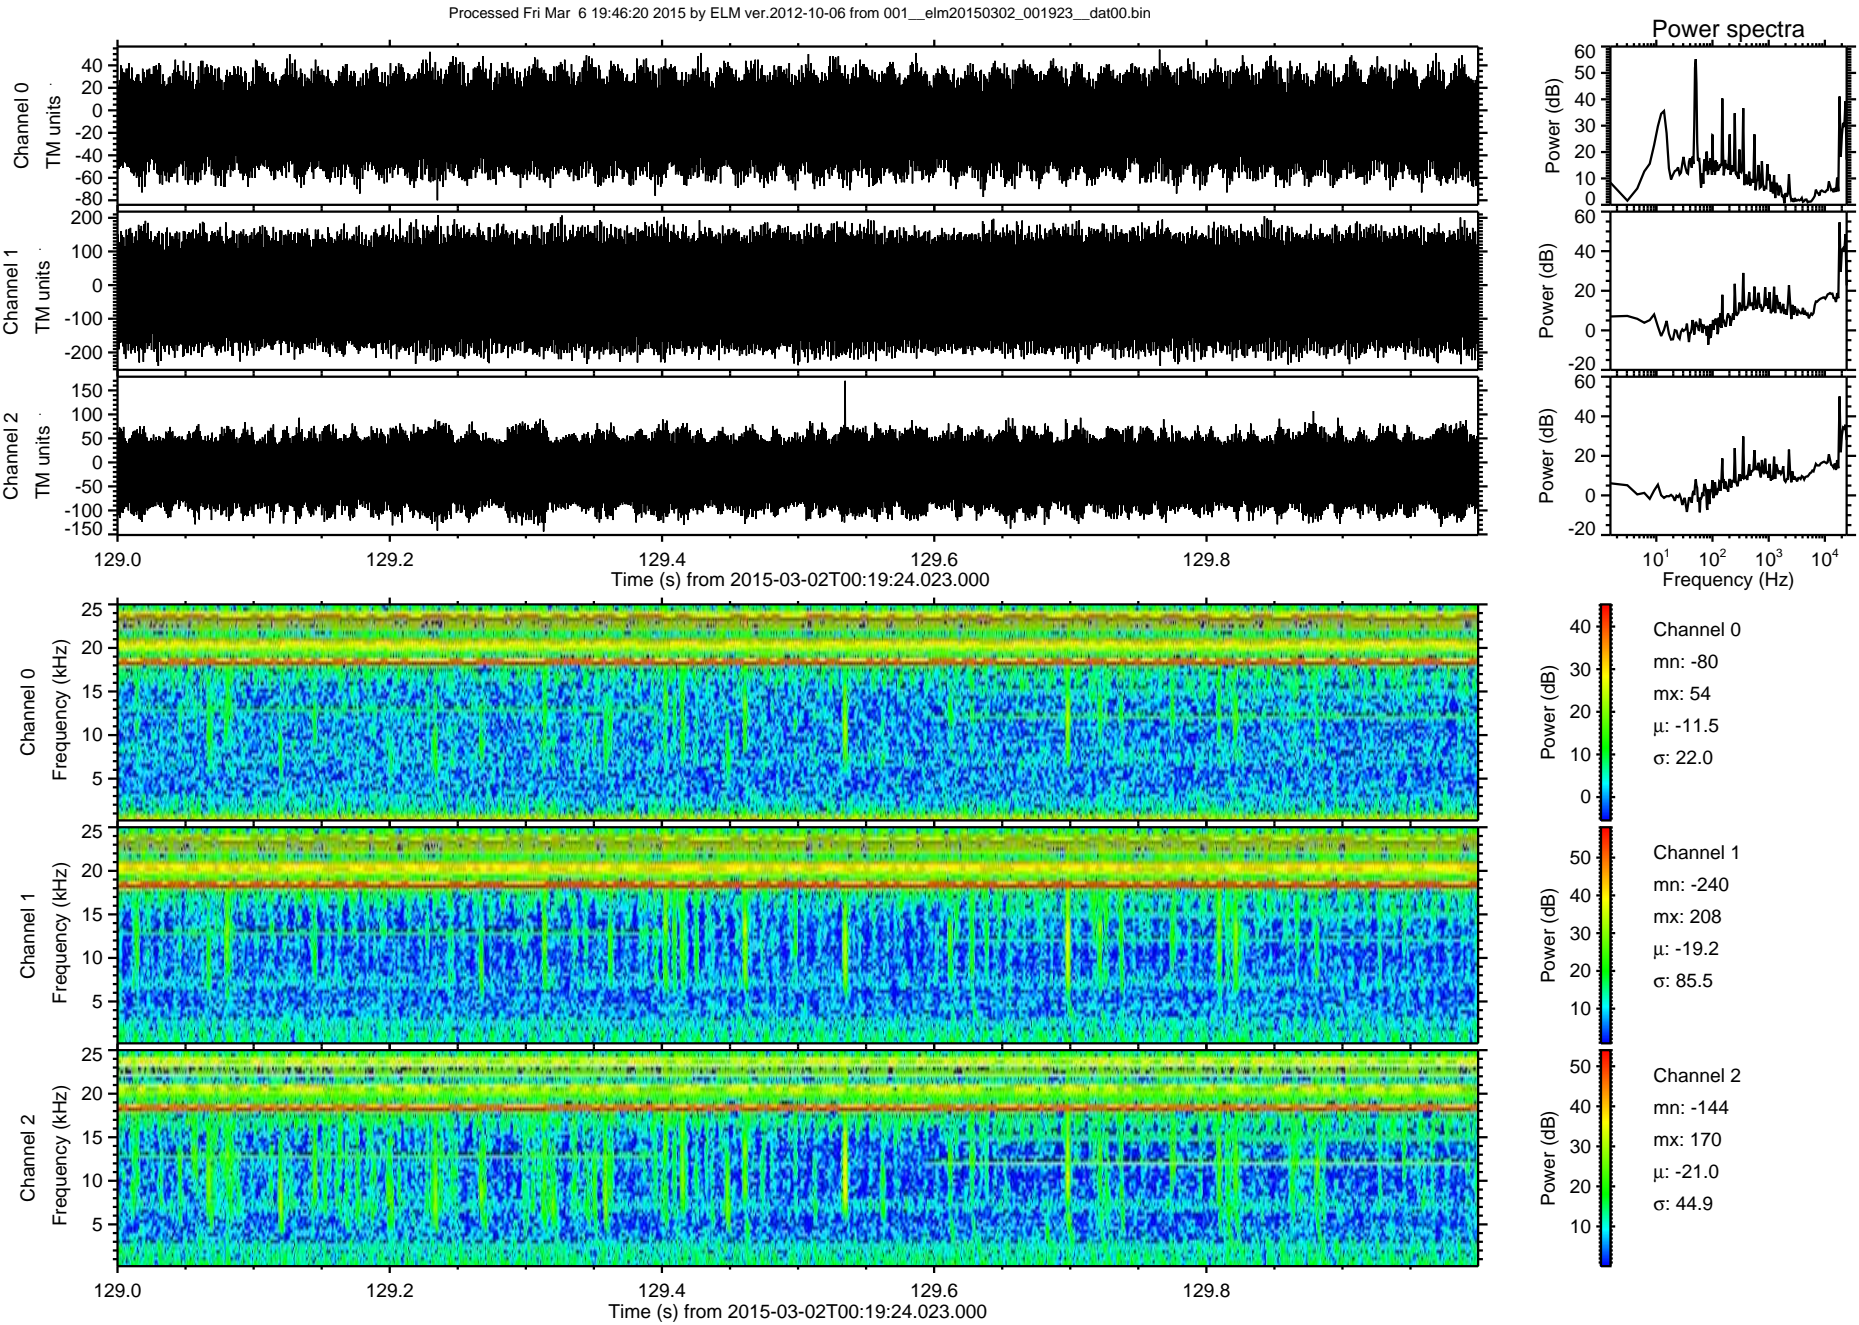 Processed Fri Mar  6 19:46:20 2015 by ELM ver.2012-10-06 from 001__elm20150302_001923__dat00.bin
Power spectra
Channel 0
TM units
40
20
0
-20
-40
-60
-80
Power (dB)
60
50
40
30
20
10
0
Channel 1
TM units
200
100
0
-100
-200
Power (dB)
60
40
20
0
-20
Channel 2
TM units
150
100
50
0
-50
-100
-150
Power (dB)
60
40
20
0
-20
129.0 129.2 129.4 129.6 129.8
Time (s) from 2015-03-02T00:19:24.023.000
10¹ 10² 10³ 10⁴
Frequency (Hz)
Channel 0
Frequency (kHz)
25
20
15
10
5
Power (dB)
40
30
20
10
0
Channel 0
mn: -80
mx: 54
µ: -11.5
σ: 22.0
Channel 1
Frequency (kHz)
25
20
15
10
5
Power (dB)
50
40
30
20
10
Channel 1
mn: -240
mx: 208
µ: -19.2
σ: 85.5
Channel 2
Frequency (kHz)
25
20
15
10
5
Power (dB)
50
40
30
20
10
Channel 2
mn: -144
mx: 170
µ: -21.0
σ: 44.9
129.0 129.2 129.4 129.6 129.8
Time (s) from 2015-03-02T00:19:24.023.000